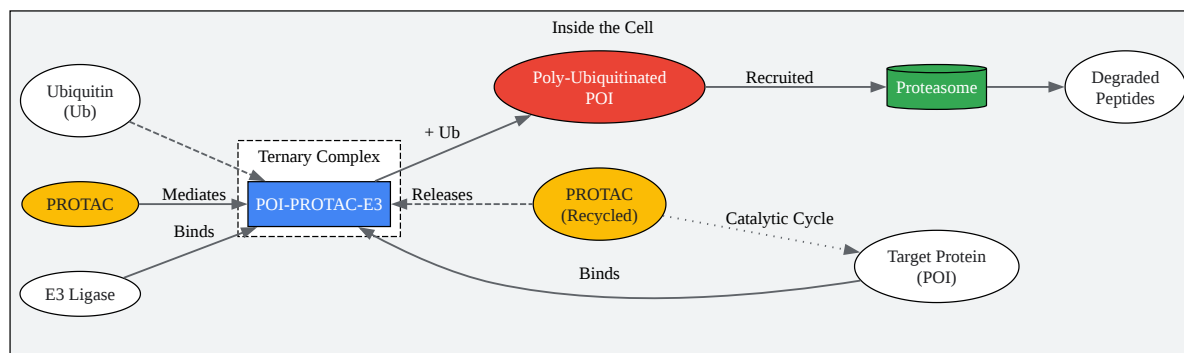 Inside the Cell
Ubiquitin
(Ub)
Poly-Ubiquitinated
POI
Recruited
Proteasome
Degraded
Peptides
+ Ub
Ternary Complex
PROTAC
Mediates
POI-PROTAC-E3
Releases
PROTAC
(Recycled)
Catalytic Cycle
Binds
E3 Ligase
Binds
Target Protein
(POI)